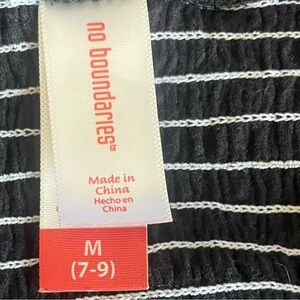 no boundaries™
Made in
China
Hecho en
China
M
(7-9)